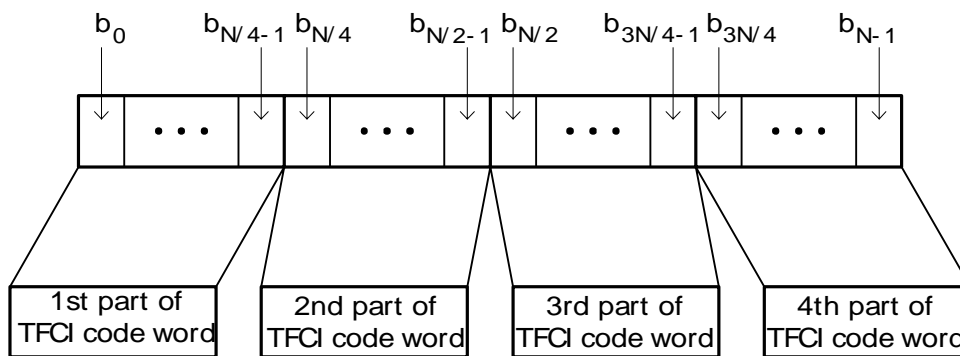 b0 bN/4-1 bN/4 bN/2-1 bN/2 b3N/4-1 b3N/4 bN-1
1st part of
TFCI code word
2nd part of
TFCI code word
3rd part of
TFCI code word
4th part of
TFCI code word